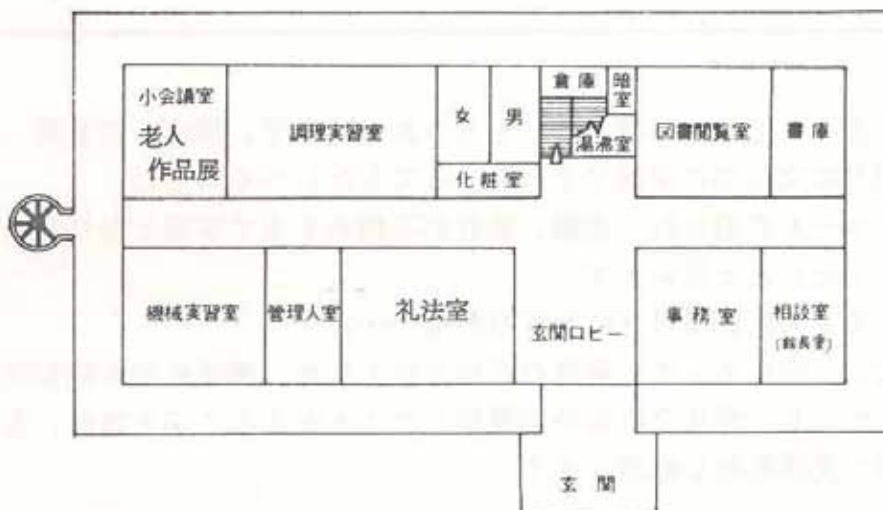 小会議室
老人
作品展
調理実習室
女
男
化粧室
倉庫
暗室
湯沸室
図書閲覧室
書庫
機械実習室
管理人室
礼法室
玄関ロビー
事務室
相談室
(館長室)
玄関